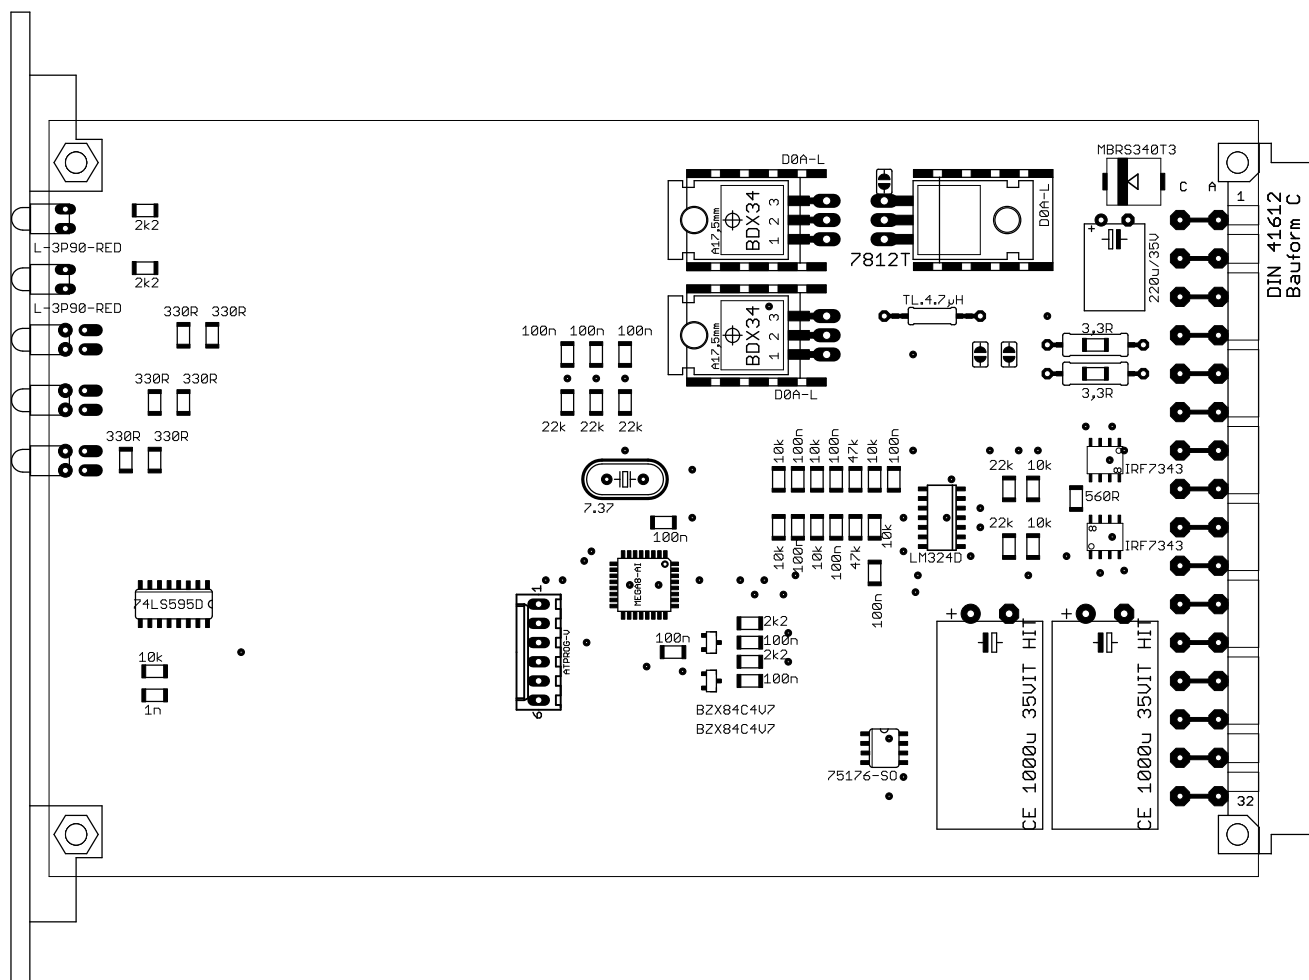 MBRS340T3
D0A-L
C A
1
DIN 41612
Bauform C
A17,5mm
BDX34
1 2 3
D0A-L
7812T
220u/35V
+
2k2
L-3P90-RED
2k2
L-3P90-RED
A17,5mm
BDX34
1 2 3
D0A-L
TL.4.7µH
3,3R
3,3R
330R 330R
100n 100n 100n
330R 330R
22k 22k 22k
330R 330R
10k
100n
10k
100n
47k
10k
100n
22k 10k
IRF7343
8
560R
7.37
100n
10k
100n
10k
100n
47k
10k
LM324D
22k 10k
8
IRF7343
MEGA8-AI
100n
74LS595D
1
ATPROG-V
6
100n
2k2
100n
2k2
100n
BZX84C4V7
BZX84C4V7
10k
1n
+
CE 1000u 35VIT HIT
+
CE 1000u 35VIT HIT
75176-SO
32